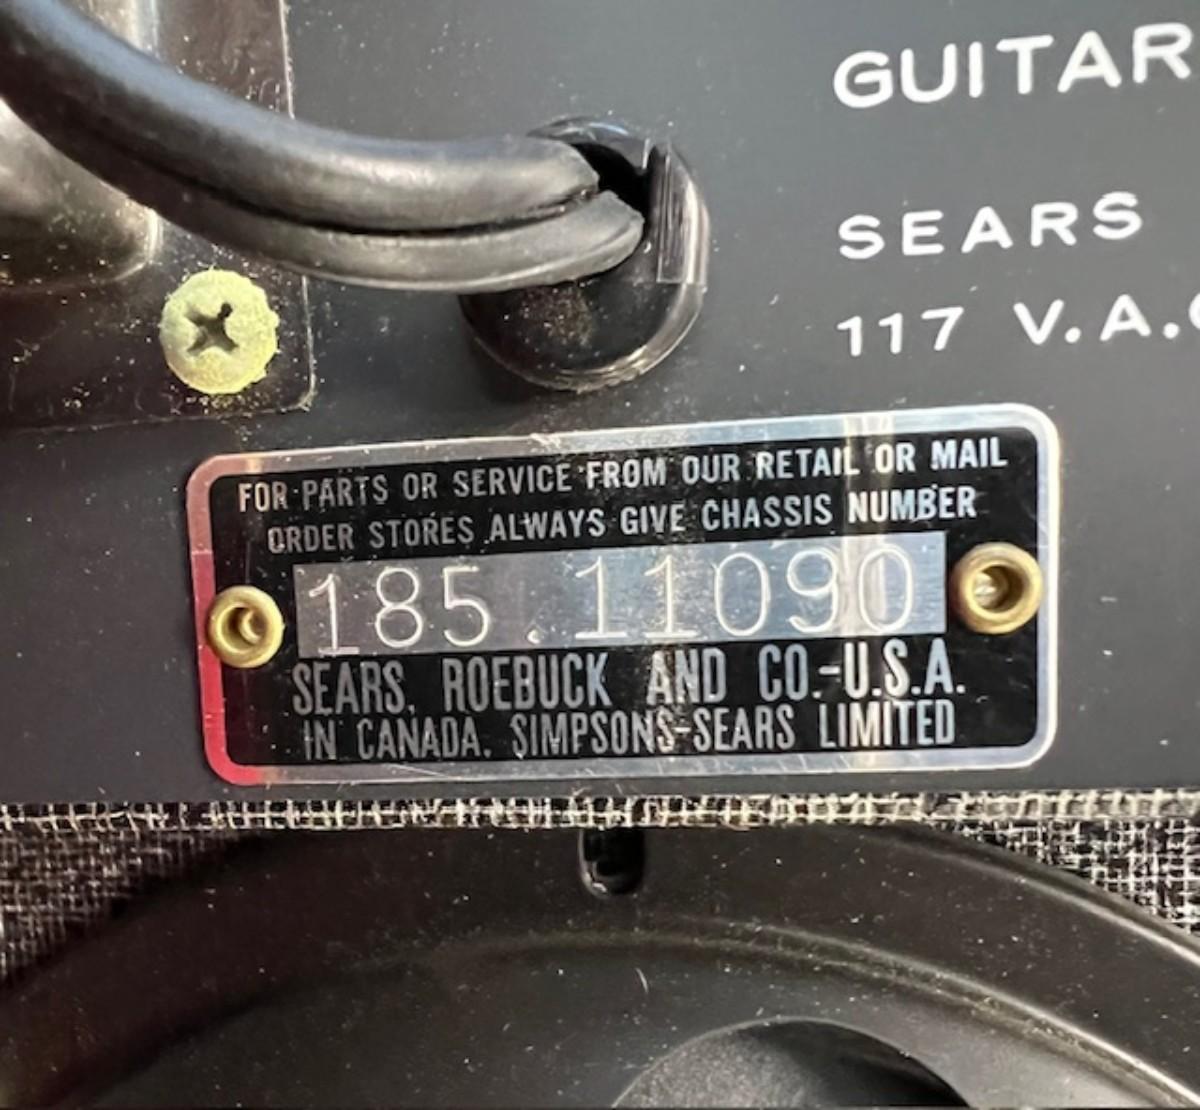 GUITAR
SEARS
117 V.A.
FOR PARTS OR SERVICE FROM OUR RETAIL OR MAIL
ORDER STORES ALWAYS GIVE CHASSIS NUMBER
185.11090
SEARS, ROEBUCK AND CO.-U.S.A.
IN CANADA, SIMPSONS-SEARS LIMITED